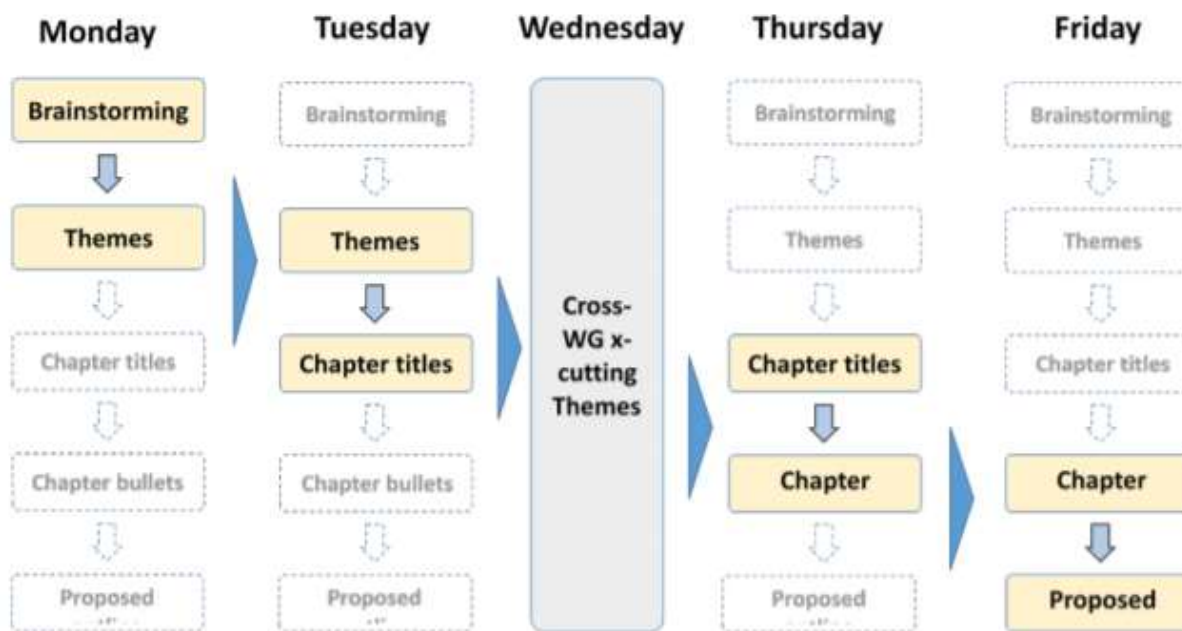 Monday
Tuesday
Wednesday
Thursday
Friday
Brainstorming
Themes
Chapter titles
Chapter bullets
Proposed
Brainstorming
Themes
Chapter titles
Chapter bullets
Proposed
Cross-
WG x-
cutting
Themes
Brainstorming
Themes
Chapter titles
Chapter
Proposed
Brainstorming
Themes
Chapter titles
Chapter
Proposed